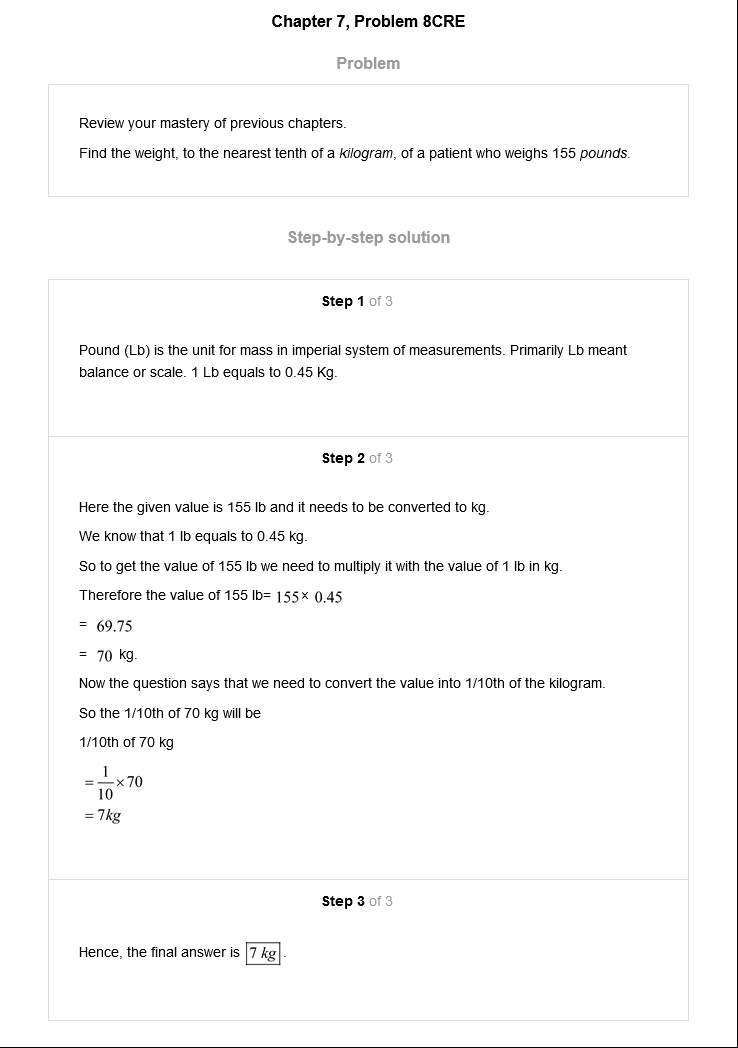 Chapter 7, Problem 8CRE
Problem
Review your mastery of previous chapters.
Find the weight, to the nearest tenth of a kilogram, of a patient who weighs 155 pounds.
Step-by-step solution
Step 1 of 3
Pound (Lb) is the unit for mass in imperial system of measurements. Primarily Lb meant
balance or scale. 1 Lb equals to 0.45 Kg.
Step 2 of 3
Here the given value is 155 lb and it needs to be converted to kg.
We know that 1 lb equals to 0.45 kg.
So to get the value of 155 lb we need to multiply it with the value of 1 lb in kg.
Therefore the value of 155 lb= 155× 0.45
= 69.75
= 70 kg.
Now the question says that we need to convert the value into 1/10th of the kilogram.
So the 1/10th of 70 kg will be
1/10th of 70 kg
= 1/10 × 70
= 7kg
Step 3 of 3
Hence, the final answer is 7 kg .